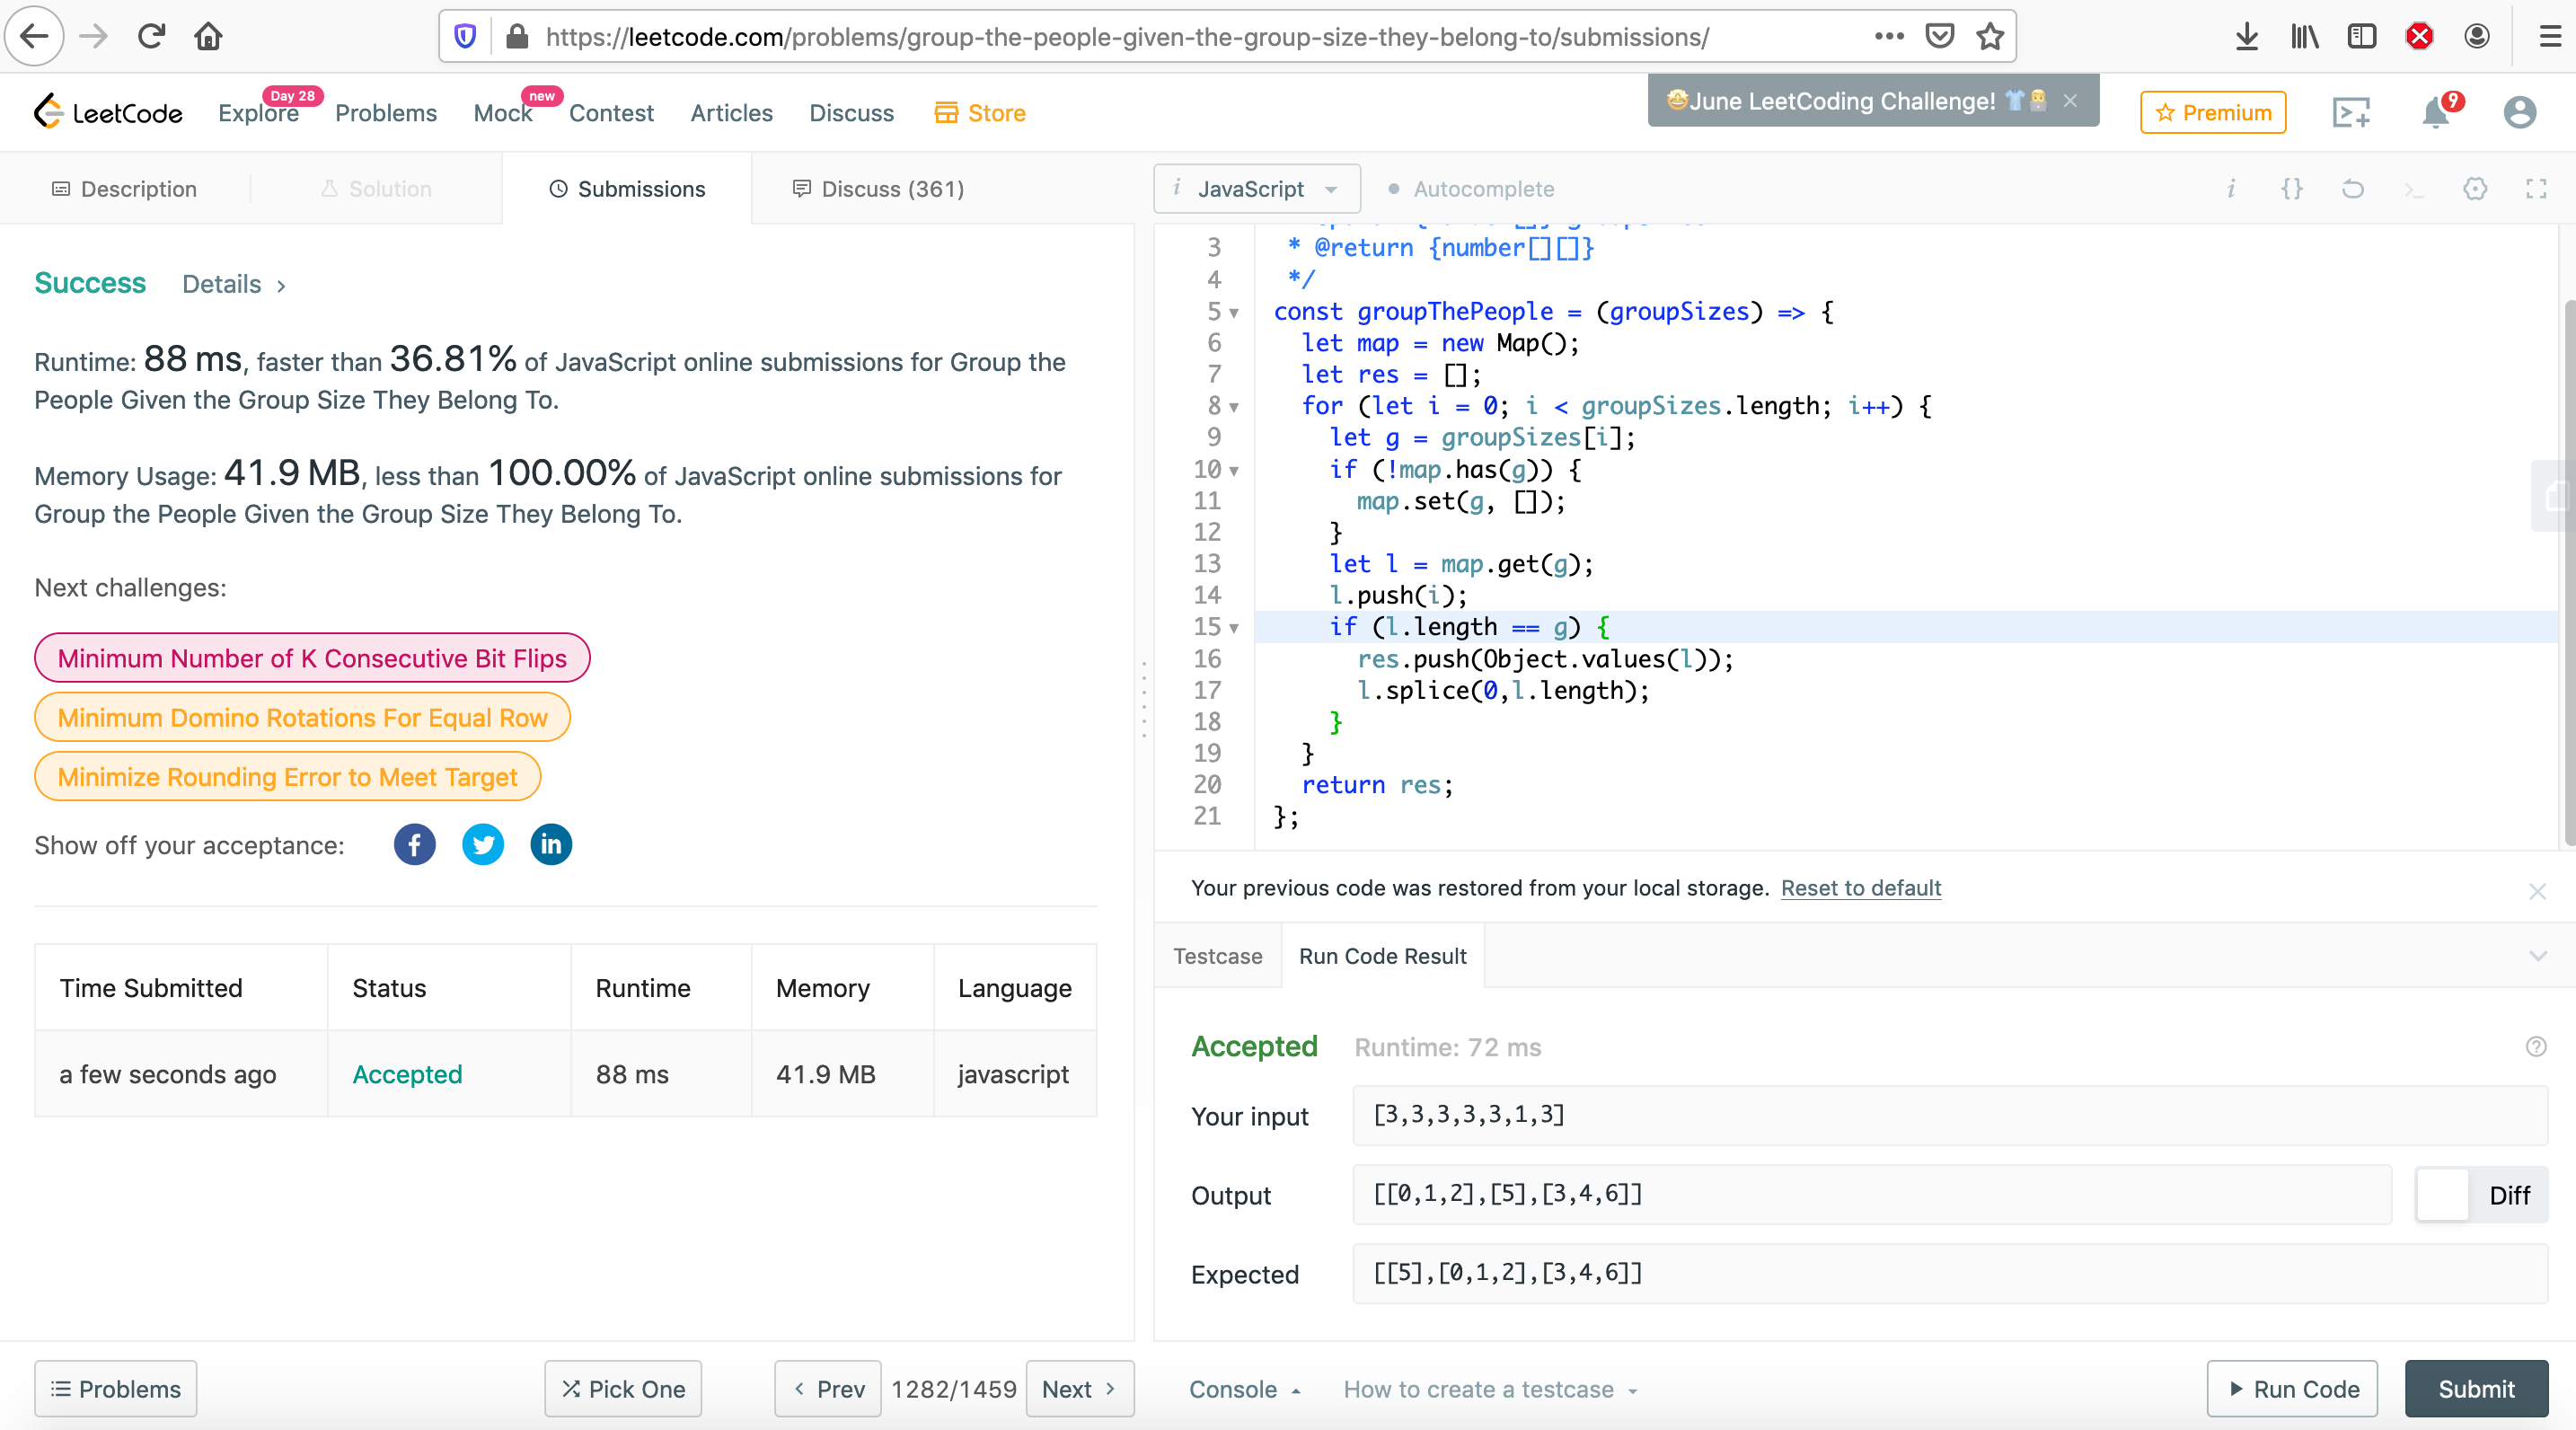 https://leetcode.com/problems/group-the-people-given-the-group-size-they-belong-to/submissions/
LeetCode
Explore
Day 28
Problems
Mock
new
Contest
Articles
Discuss
Store
🤩June LeetCoding Challenge! 👕
Premium
9
Description
Solution
Submissions
Discuss (361)
i JavaScript
Autocomplete
Success
Details
Runtime: 88 ms, faster than 36.81% of JavaScript online submissions for Group the
People Given the Group Size They Belong To.
Memory Usage: 41.9 MB, less than 100.00% of JavaScript online submissions for
Group the People Given the Group Size They Belong To.
Next challenges:
Minimum Number of K Consecutive Bit Flips
Minimum Domino Rotations For Equal Row
Minimize Rounding Error to Meet Target
Show off your acceptance:
Time Submitted Status Runtime Memory Language
a few seconds ago Accepted 88 ms 41.9 MB javascript
3 * @return {number[][]}
4 */
5 const groupThePeople = (groupSizes) => {
6 let map = new Map();
7 let res = [];
8 for (let i = 0; i < groupSizes.length; i++) {
9 let g = groupSizes[i];
10 if (!map.has(g)) {
11 map.set(g, []);
12 }
13 let l = map.get(g);
14 l.push(i);
15 if (l.length == g) {
16 res.push(Object.values(l));
17 l.splice(0,l.length);
18 }
19 }
20 return res;
21 };
Your previous code was restored from your local storage. Reset to default
Testcase
Run Code Result
Accepted Runtime: 72 ms
Your input [3,3,3,3,3,1,3]
Output [[0,1,2],[5],[3,4,6]]
Diff
Expected [[5],[0,1,2],[3,4,6]]
Problems
Pick One
Prev
1282/1459
Next
Console
How to create a testcase
Run Code
Submit